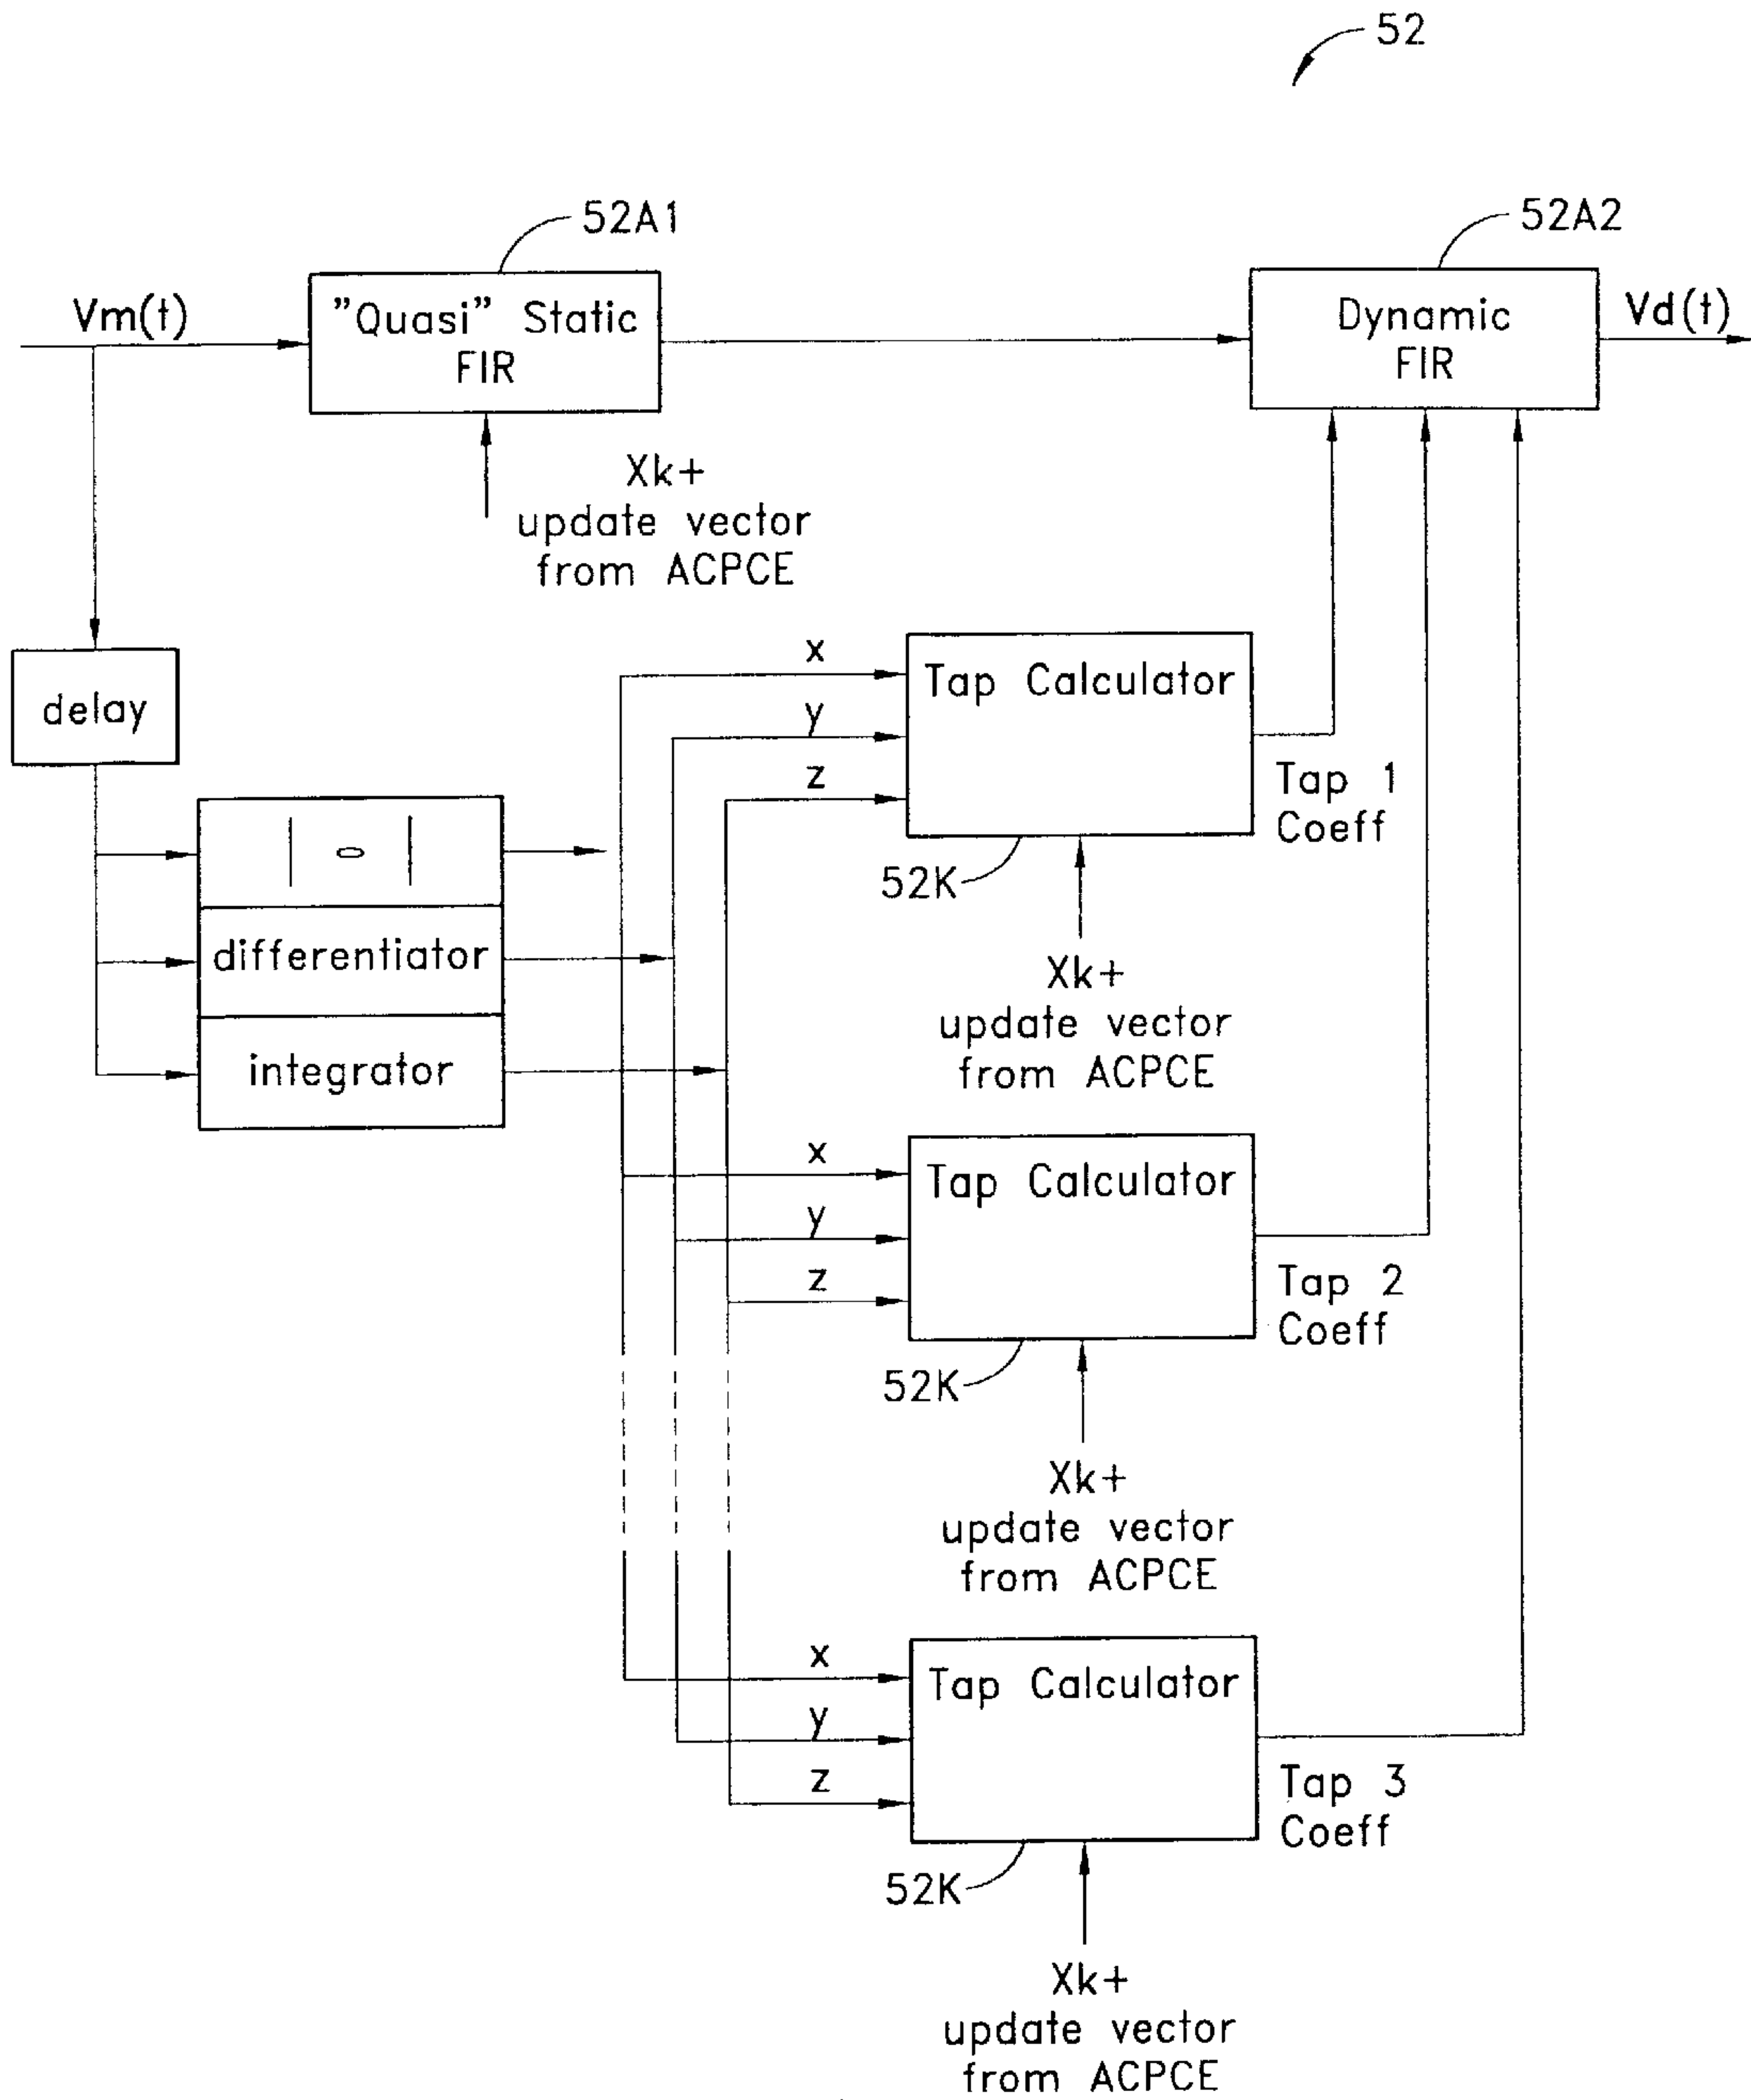 52
52A1
52A2
Vm(t)
"Quasi" Static
FIR
Dynamic
FIR
Vd(t)
Xk+
update vector
from ACPCE
delay
x
y
z
Tap Calculator
Tap 1
Coeff
52K
| o |
differentiator
integrator
Xk+
update vector
from ACPCE
x
y
z
Tap Calculator
Tap 2
Coeff
52K
Xk+
update vector
from ACPCE
x
y
z
Tap Calculator
Tap 3
Coeff
52K
Xk+
update vector
from ACPCE